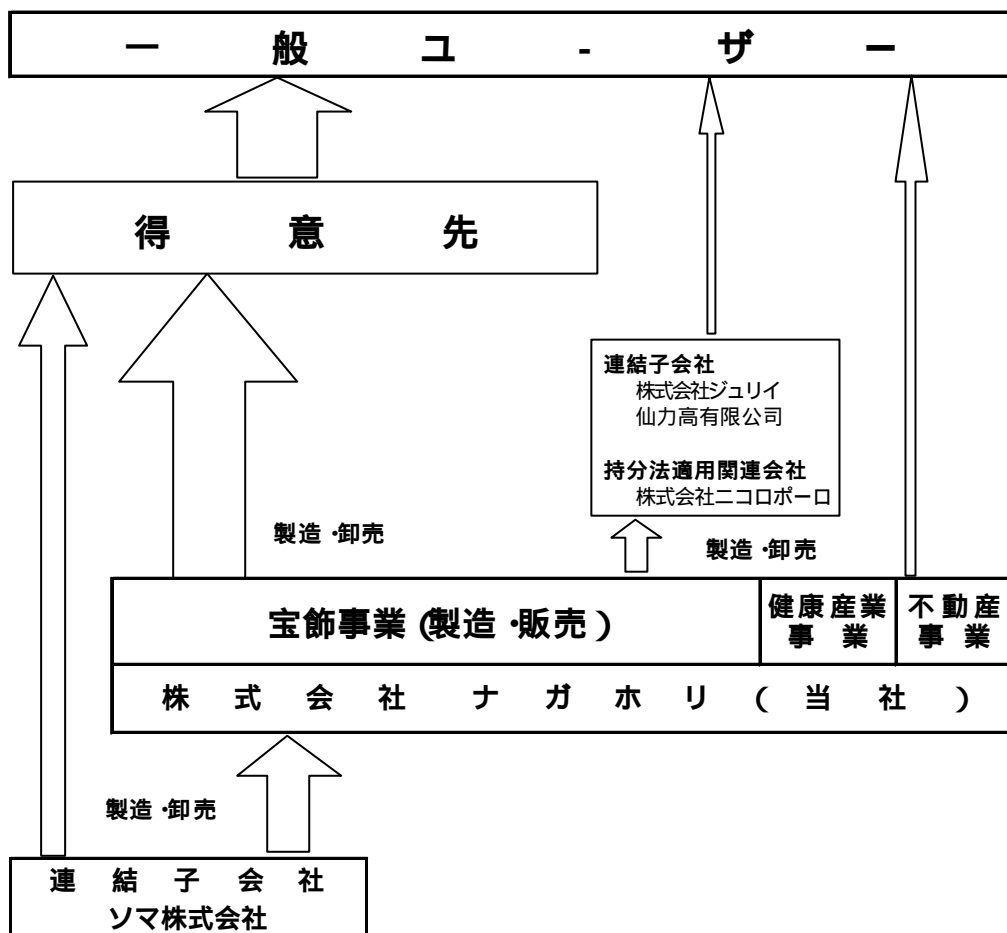 一般ユ-ザー
得意先
連結子会社
株式会社ジュリイ
仙力高有限公司
持分法適用関連会社
株式会社ニコロポーロ
製造・卸売
製造・卸売
宝飾事業(製造・販売)
健康産業
事業
不動産
事業
株式会社ナガホリ(当社)
製造・卸売
連結子会社
ソマ株式会社